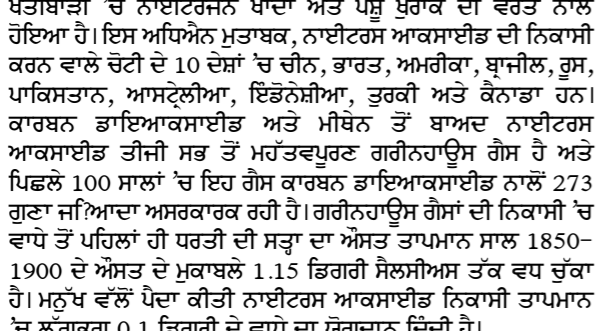 ਖੇਤੀਬਾੜੀ ’ਚ ਨਾਈਟਰੋਜਨ ਖਾਦਾਂ ਅਤੇ ਪਸ਼ੂ ਖੁਰਾਕ ਦੀ ਵਰਤੋਂ ਨਾਲ
ਹੋਇਆ ਹੈ। ਇਸ ਅਧਿਐਨ ਮੁਤਾਬਕ, ਨਾਈਟਰਸ ਆਕਸਾਈਡ ਦੀ ਨਿਕਾਸੀ
ਕਰਨ ਵਾਲੇ ਚੋਟੀ ਦੇ 10 ਦੇਸ਼ਾਂ ’ਚ ਚੀਨ, ਭਾਰਤ, ਅਮਰੀਕਾ, ਬ੍ਰਾਜੀਲ, ਰੂਸ,
ਪਾਕਿਸਤਾਨ, ਆਸਟ੍ਰੇਲੀਆ, ਇੰਡੋਨੇਸ਼ੀਆ, ਤੁਰਕੀ ਅਤੇ ਕੈਨਾਡਾ ਹਨ।
ਕਾਰਬਨ ਡਾਇਆਕਸਾਈਡ ਅਤੇ ਮੀਥੇਨ ਤੋਂ ਬਾਅਦ ਨਾਈਟਰਸ
ਆਕਸਾਈਡ ਤੀਜੀ ਸਭ ਤੋਂ ਮਹੱਤਵਪੂਰਣ ਗਰੀਨਹਾਊਸ ਗੈਸ ਹੈ ਅਤੇ
ਪਿਛਲੇ 100 ਸਾਲਾਂ ’ਚ ਇਹ ਗੈਸ ਕਾਰਬਨ ਡਾਇਆਕਸਾਈਡ ਨਾਲੋਂ 273
ਗੁਣਾ ਜ?ਿਆਦਾ ਅਸਰਕਾਰਕ ਰਹੀ ਹੈ। ਗਰੀਨਹਾਊਸ ਗੈਸਾਂ ਦੀ ਨਿਕਾਸੀ ’ਚ
ਵਾਧੇ ਤੋਂ ਪਹਿਲਾਂ ਹੀ ਧਰਤੀ ਦੀ ਸਤ੍ਹਾ ਦਾ ਔਸਤ ਤਾਪਮਾਨ ਸਾਲ 1850-
1900 ਦੇ ਔਸਤ ਦੇ ਮੁਕਾਬਲੇ 1.15 ਡਿਗਰੀ ਸੈਲਸੀਅਸ ਤੱਕ ਵਧ ਚੁੱਕਾ
ਹੈ। ਮਨੁੱਖ ਵੱਲੋਂ ਪੈਦਾ ਕੀਤੀ ਨਾਈਟਰਸ ਆਕਸਾਈਡ ਨਿਕਾਸੀ ਤਾਪਮਾਨ
’ਚ ਲੱਗਭਗ 0.1 ਡਿਗਰੀ ਦੇ ਵਾਧੇ ਦਾ ਯੋਗਦਾਨ ਦਿੰਦੀ ਹੈ।